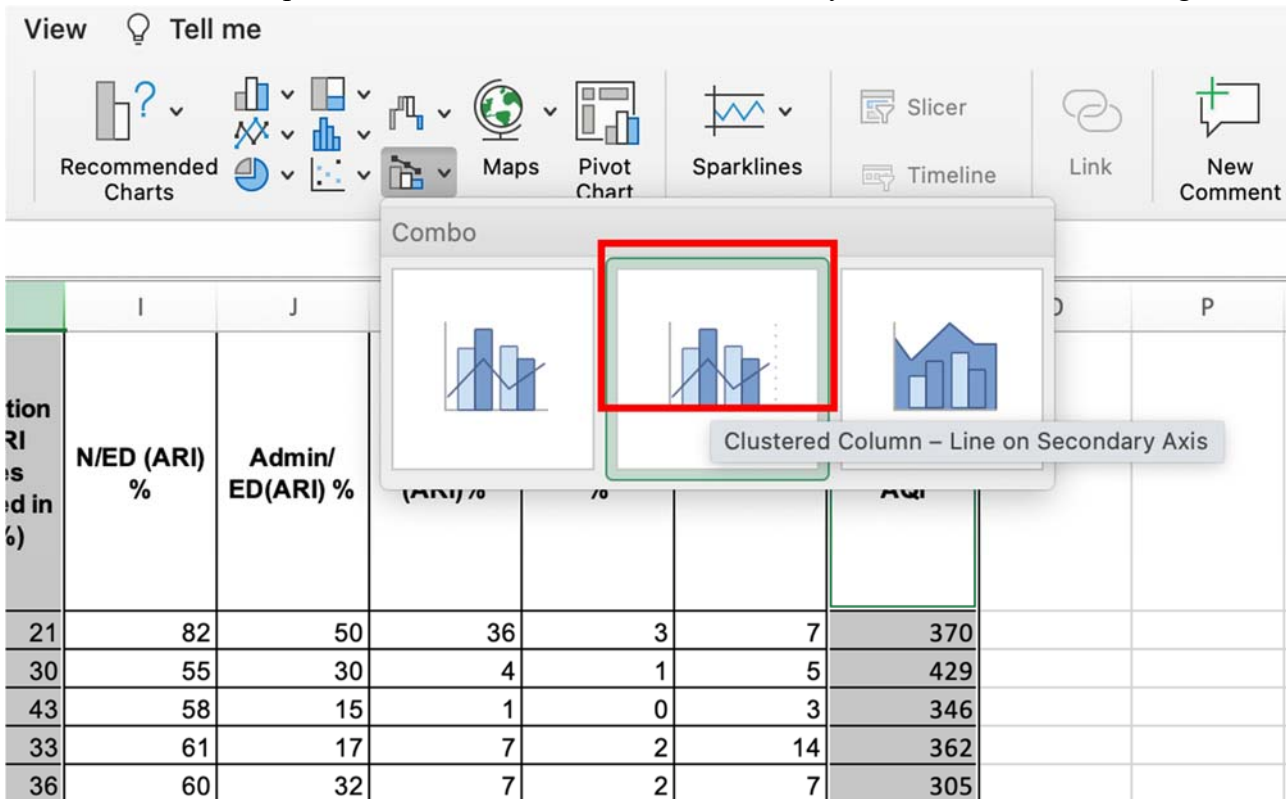 View Tell me
Recommended Charts
Maps
Pivot Chart
Sparklines
Slicer
Timeline
Link
New Comment
Combo
Clustered Column – Line on Secondary Axis
I J P
N/ED (ARI) %
Admin/ ED(ARI) %
(ARI)%
%
AQI
21 82 50 36 3 7 370
30 55 30 4 1 5 429
43 58 15 1 0 3 346
33 61 17 7 2 14 362
36 60 32 7 2 7 305